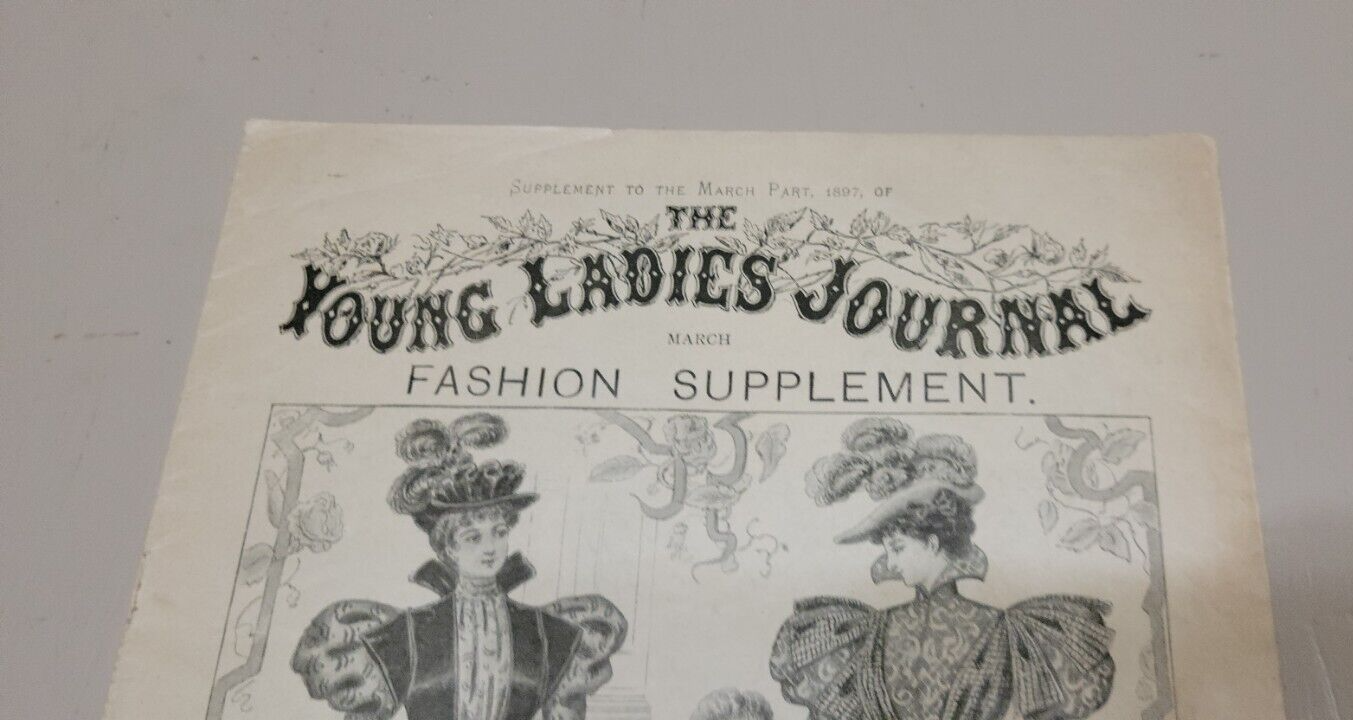 SUPPLEMENT TO THE MARCH PART, 1897, OF
THE
YOUNG LADIES JOURNAL
MARCH
FASHION SUPPLEMENT.